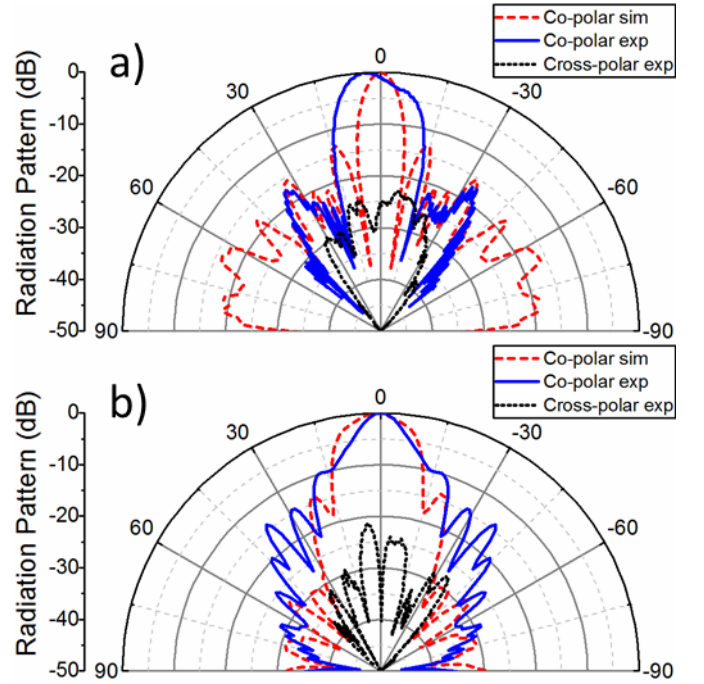 Co-polar sim
Co-polar exp
Cross-polar exp
a)
0
30
-30
60
-60
90
-90
0
-10
-20
-30
-40
-50
Radiation Pattern (dB)
Co-polar sim
Co-polar exp
Cross-polar exp
b)
0
30
-30
60
-60
90
-90
0
-10
-20
-30
-40
-50
Radiation Pattern (dB)